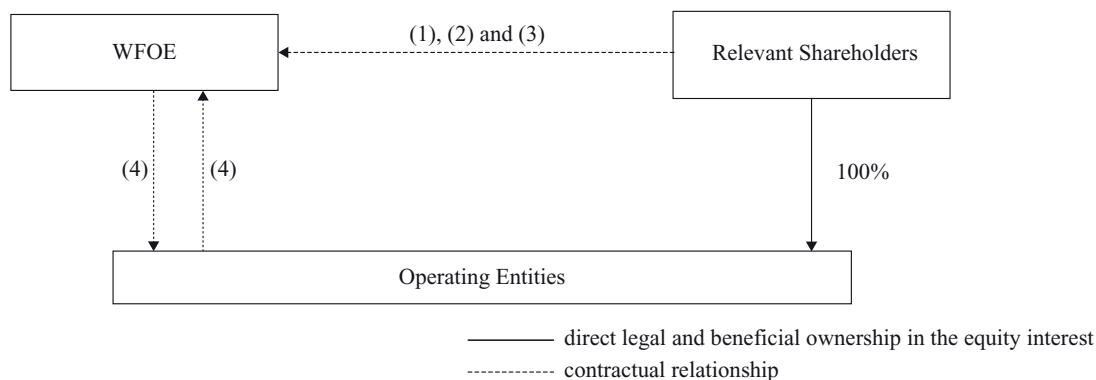 (1), (2) and (3)
WFOE
Relevant Shareholders
(4)
(4)
100%
Operating Entities
direct legal and beneficial ownership in the equity interest
contractual relationship